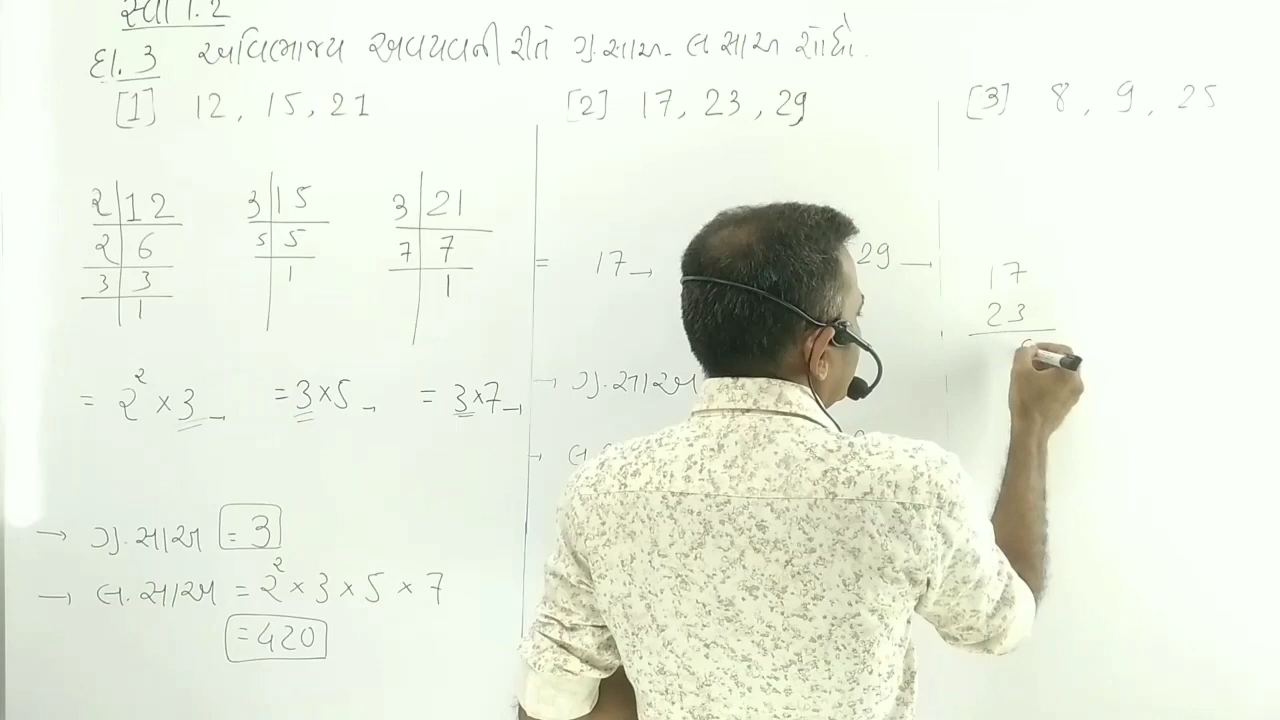 સ્વા 1.2
દા. 3 અવિભાજ્ય અવયવની રીતે ગુ.સાઅ - લ સાઅ શોધો.
[1] 12, 15, 21
2 | 12
2 | 6
3 | 3
1
3 | 15
5 | 5
1
3 | 21
7 | 7
1
= 2² × 3 →
= 3×5 →
= 3×7 →
→ ગુ.સાઅ = 3
→ લ.સાઅ = 2² × 3 × 5 × 7
= 420
[2] 17, 23, 29
= 17 →
29 →
→ ગુ.સાઅ
→ લ
[3] 8, 9, 25
17
23